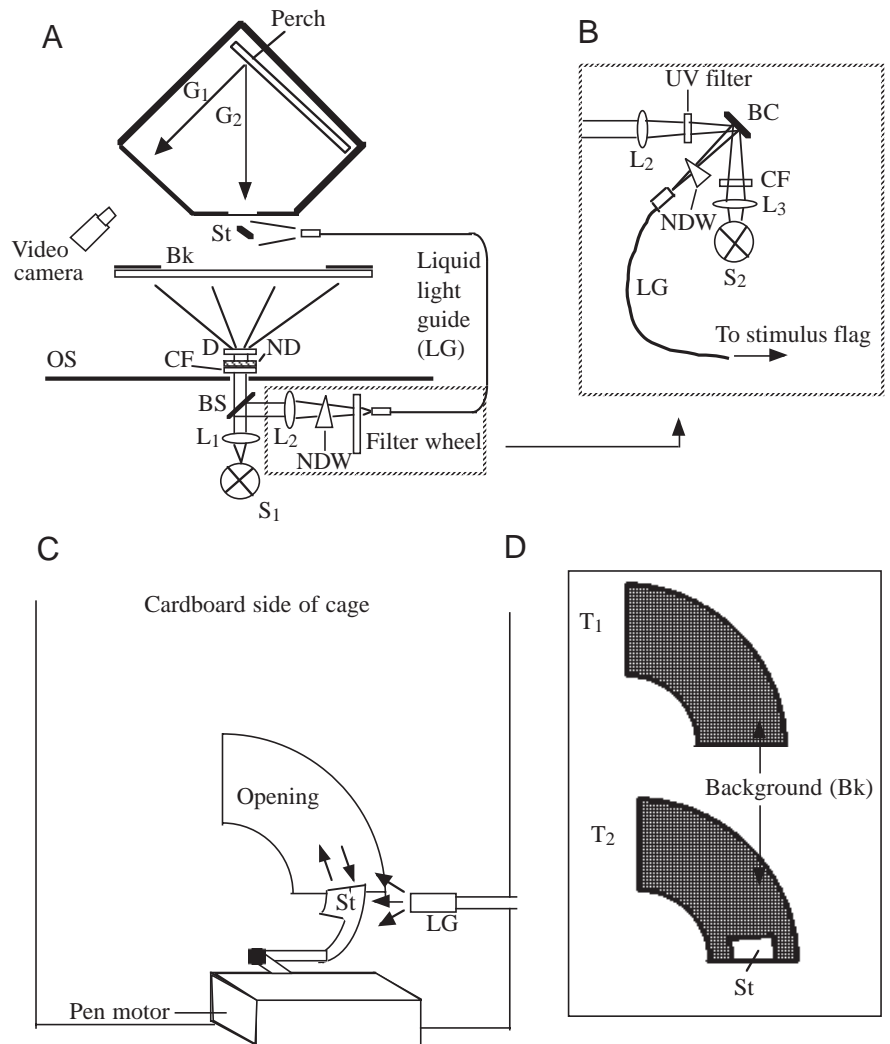 A
Perch
G1
G2
St
Video
camera
Bk
Liquid
light
guide
(LG)
D
ND
CF
OS
BS
L1
L2
NDW
Filter wheel
S1
B
UV filter
BC
L2
CF
L3
NDW
S2
LG
To stimulus flag
C
Cardboard side of cage
Opening
St
LG
Pen motor
D
T1
Background (Bk)
T2
St